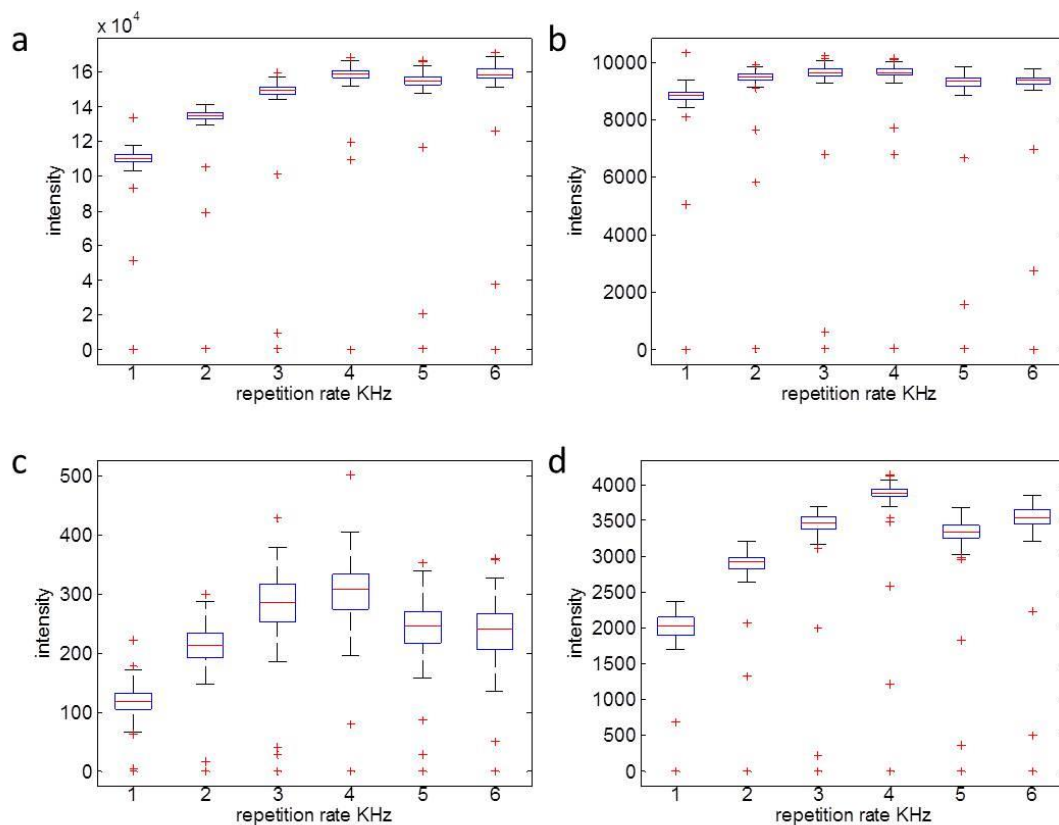 a
x 10⁴
16
14
12
10
8
6
4
2
0
intensity
1 2 3 4 5 6
repetition rate KHz
b
10000
8000
6000
4000
2000
0
intensity
1 2 3 4 5 6
repetition rate KHz
c
500
400
300
200
100
0
intensity
1 2 3 4 5 6
repetition rate KHz
d
4000
3500
3000
2500
2000
1500
1000
500
0
intensity
1 2 3 4 5 6
repetition rate KHz